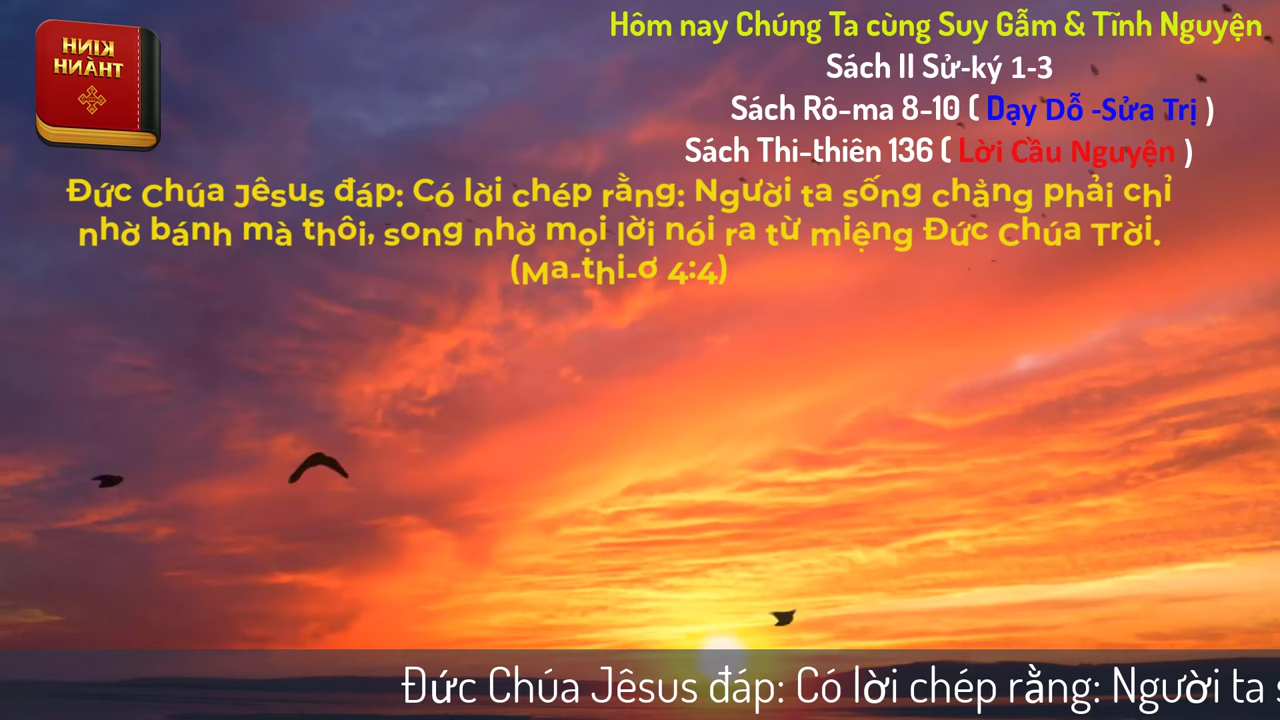 KINH
THÀNH
Hôm nay Chúng Ta cùng Suy Gẫm & Tĩnh Nguyện
Sách II Sử-ký 1-3
Sách Rô-ma 8-10 ( Dạy Dỗ -Sửa Trị )
Sách Thi-thiên 136 ( Lời Cầu Nguyện )
Đức Chúa Jêsus đáp: Có lời chép rằng: Người ta sống chẳng phải chỉ
nhờ bánh mà thôi, song nhờ mọi lời nói ra từ miệng Đức Chúa Trời.
(Ma-thi-ơ 4:4)
Đức Chúa Jêsus đáp: Có lời chép rằng: Người ta